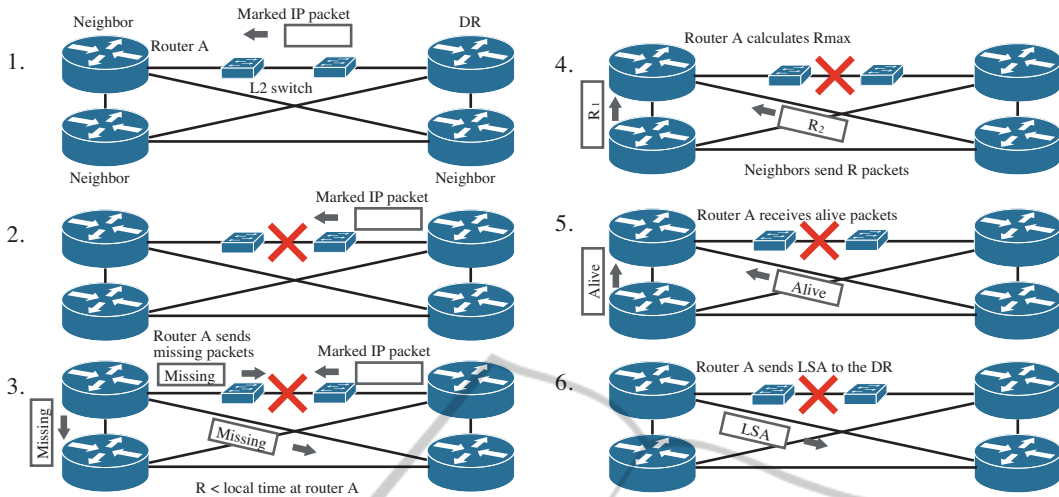 1.
Neighbor
Marked IP packet
DR
Router A
L2 switch
Neighbor
Neighbor
2.
Marked IP packet
3.
Router A sends
missing packets
Missing
Marked IP packet
Missing
Missing
R < local time at router A
4.
Router A calculates Rmax
R1
R2
Neighbors send R packets
5.
Router A receives alive packets
Alive
Alive
6.
Router A sends LSA to the DR
LSA